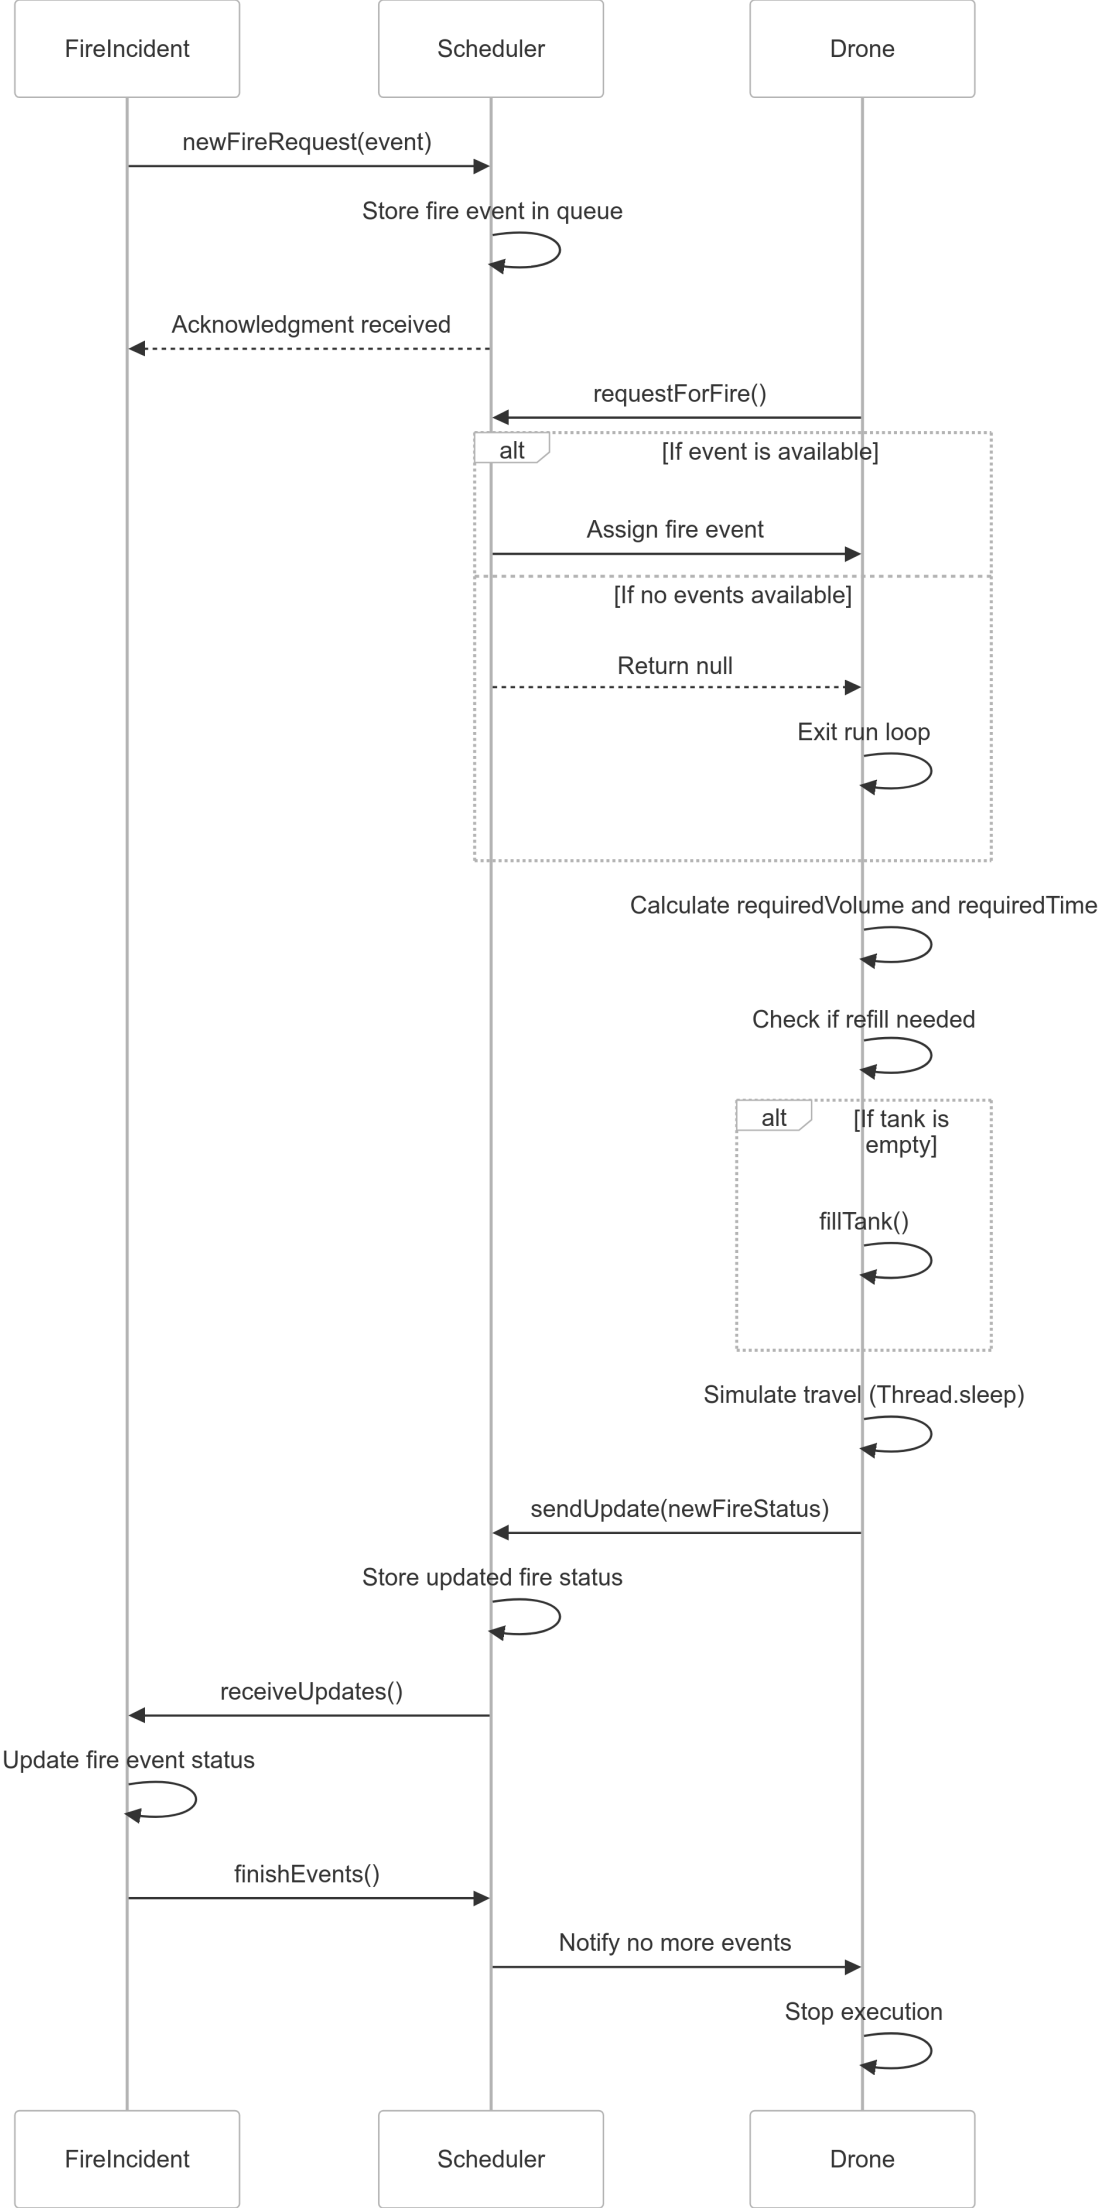 FireIncident
Scheduler
Drone
newFireRequest(event)
Store fire event in queue
Acknowledgment received
requestForFire()
alt
[If event is available]
Assign fire event
[If no events available]
Return null
Exit run loop
Calculate requiredVolume and requiredTime
Check if refill needed
alt
[If tank is
empty]
fillTank()
Simulate travel (Thread.sleep)
sendUpdate(newFireStatus)
Store updated fire status
receiveUpdates()
Update fire event status
finishEvents()
Notify no more events
Stop execution
FireIncident
Scheduler
Drone